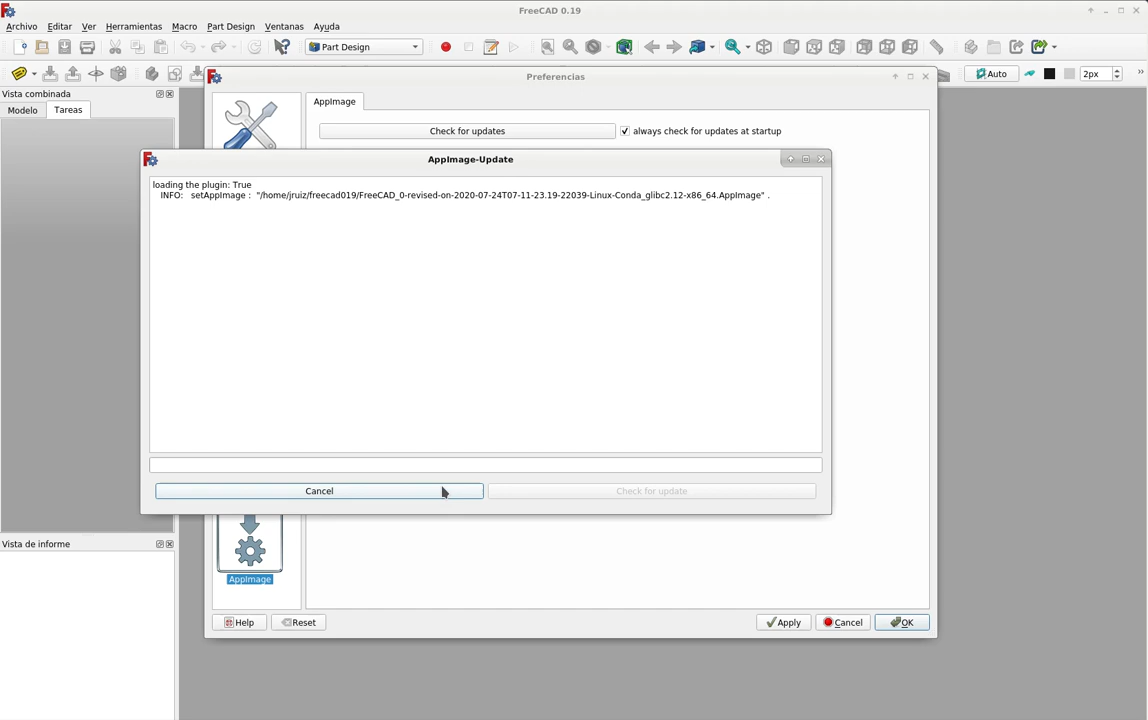 FreeCAD 0.19
Archivo Editar Ver Herramientas Macro Part Design Ventanas Ayuda
Part Design
Auto 2px »
Vista combinada
Modelo Tareas
Preferencias
AppImage
Check for updates always check for updates at startup
AppImage-Update
loading the plugin: True
INFO: setAppImage : "/home/jruiz/freecad019/FreeCAD_0-revised-on-2020-07-24T07-11-23.19-22039-Linux-Conda_glibc2.12-x86_64.AppImage" .
Cancel Check for update
Vista de informe
AppImage
Help Reset Apply Cancel OK